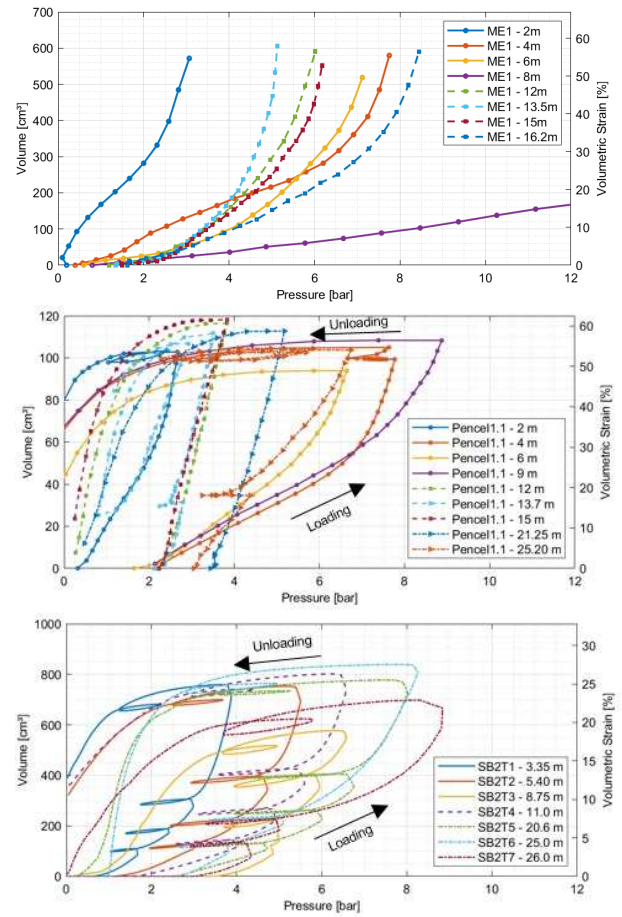 700
600
500
400
300
200
100
0
Volume [cm³]
0
2
4
6
8
10
12
Pressure [bar]
50
40
30
20
10
0
Volumetric Strain [%]
ME1 - 2m
ME1 - 4m
ME1 - 6m
ME1 - 8m
ME1 - 12m
ME1 - 13.5m
ME1 - 15m
ME1 - 16.2m
120
100
80
60
40
20
0
Volume [cm³]
0
2
4
6
8
10
12
Pressure [bar]
60
50
40
30
20
10
0
Volumetric Strain [%]
Unloading
Loading
Pencel1.1 - 2 m
Pencel1.1 - 4 m
Pencel1.1 - 6 m
Pencel1.1 - 9 m
Pencel1.1 - 12 m
Pencel1.1 - 13.7 m
Pencel1.1 - 15 m
Pencel1.1 - 21.25 m
Pencel1.1 - 25.20 m
1000
800
600
400
200
0
Volume [cm³]
0
2
4
6
8
10
12
Pressure [bar]
30
25
20
15
10
5
0
Volumetric Strain [%]
Unloading
Loading
SB2T1 - 3.35 m
SB2T2 - 5.40 m
SB2T3 - 8.75 m
SB2T4 - 11.0 m
SB2T5 - 20.6 m
SB2T6 - 25.0 m
SB2T7 - 26.0 m